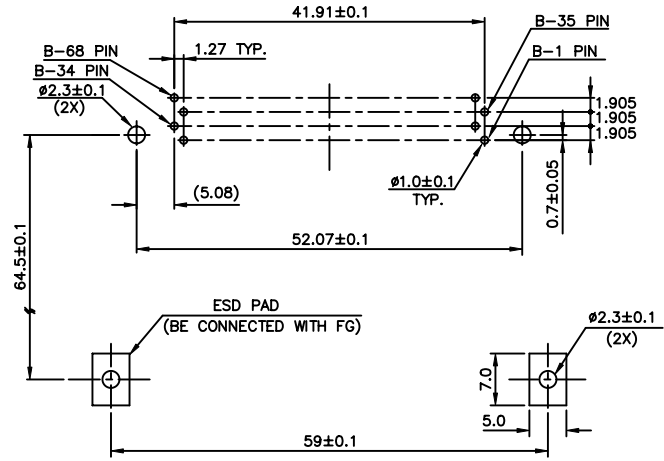 41.91±0.1
B-35 PIN
B-68 PIN
1.27 TYP.
B-1 PIN
B-34 PIN
ø2.3±0.1
(2X)
1.905
1.905
1.905
(5.08)
ø1.0±0.1
TYP.
0.7±0.05
52.07±0.1
64.5±0.1
ESD PAD
(BE CONNECTED WITH FG)
ø2.3±0.1
(2X)
7.0
5.0
59±0.1